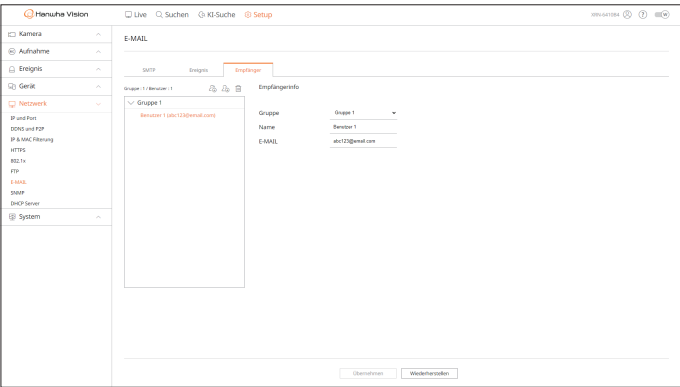 Hanwha Vision
Live Suchen KI-Suche Setup
XRN-6410B4
Kamera
Aufnahme
Ereignis
Gerät
Netzwerk
IP und Port
DDNS and P2P
IP & MAC Filterung
HTTPS
802.1x
FTP
E-MAIL
SNMP
DHCP Server
System
E-MAIL
SMTP Ereignis Empfänger
Gruppe : 1 / Benutzer : 1
Gruppe 1
Benutzer 1 (abc123@email.com)
Empfängerinfo
Gruppe Gruppe 1
Name Benutzer 1
E-MAIL abc123@email.com
Übernehmen Wiederherstellen